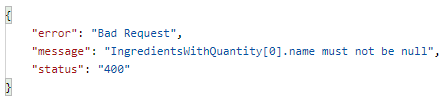 {
    "error": "Bad Request",
    "message": "IngredientsWithQuantity[0].name must not be null",
    "status": "400"
}